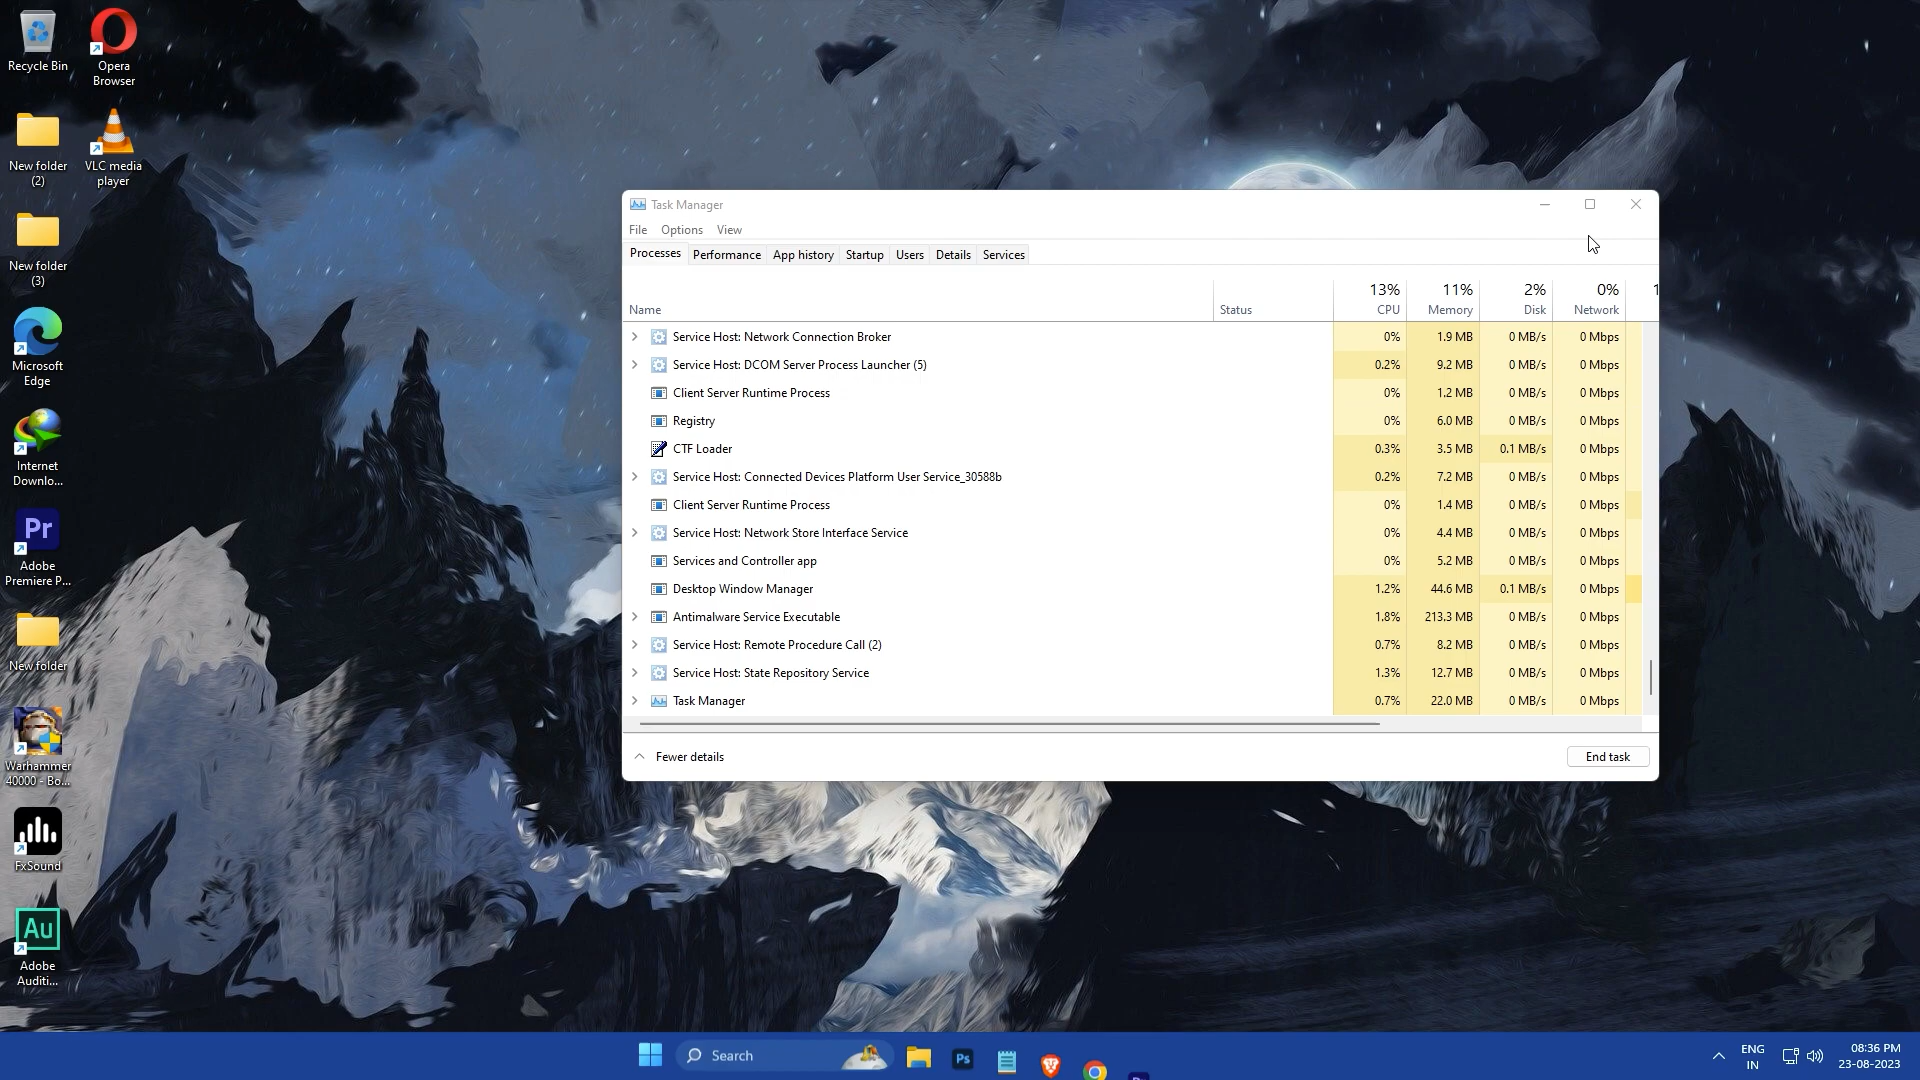 Recycle Bin
Opera
Browser
New folder
(2)
VLC media
player
New folder
(3)
Microsoft
Edge
Internet
Downlo...
Pr
Adobe
Premiere P...
New folder
Warhammer
40000 - Bo...
FxSound
Au
Adobe
Auditi...
Task Manager
File Options View
Processes Performance App history Startup Users Details Services
13% 11% 2% 0% 1
Name Status CPU Memory Disk Network
Service Host: Network Connection Broker 0% 1.9 MB 0 MB/s 0 Mbps
Service Host: DCOM Server Process Launcher (5) 0.2% 9.2 MB 0 MB/s 0 Mbps
Client Server Runtime Process 0% 1.2 MB 0 MB/s 0 Mbps
Registry 0% 6.0 MB 0 MB/s 0 Mbps
CTF Loader 0.3% 3.5 MB 0.1 MB/s 0 Mbps
Service Host: Connected Devices Platform User Service_30588b 0.2% 7.2 MB 0 MB/s 0 Mbps
Client Server Runtime Process 0% 1.4 MB 0 MB/s 0 Mbps
Service Host: Network Store Interface Service 0% 4.4 MB 0 MB/s 0 Mbps
Services and Controller app 0% 5.2 MB 0 MB/s 0 Mbps
Desktop Window Manager 1.2% 44.6 MB 0.1 MB/s 0 Mbps
Antimalware Service Executable 1.8% 213.3 MB 0 MB/s 0 Mbps
Service Host: Remote Procedure Call (2) 0.7% 8.2 MB 0 MB/s 0 Mbps
Service Host: State Repository Service 1.3% 12.7 MB 0 MB/s 0 Mbps
Task Manager 0.7% 22.0 MB 0 MB/s 0 Mbps
Fewer details End task
Search
Ps
ENG
IN
08:36 PM
23-08-2023